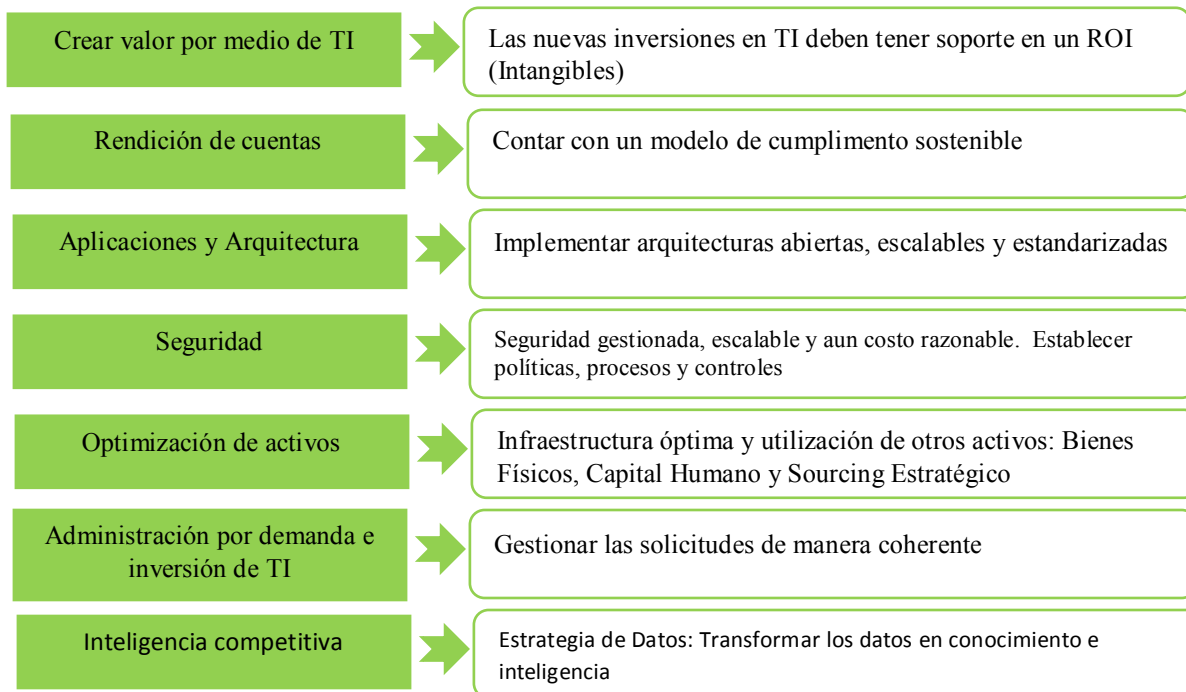 Crear valor por medio de TI
Las nuevas inversiones en TI deben tener soporte en un ROI
(Intangibles)
Rendición de cuentas
Contar con un modelo de cumplimento sostenible
Aplicaciones y Arquitectura
Implementar arquitecturas abiertas, escalables y estandarizadas
Seguridad
Seguridad gestionada, escalable y aun costo razonable.  Establecer
políticas, procesos y controles
Optimización de activos
Infraestructura óptima y utilización de otros activos: Bienes
Físicos, Capital Humano y Sourcing Estratégico
Administración por demanda e
inversión de TI
Gestionar las solicitudes de manera coherente
Inteligencia competitiva
Estrategia de Datos: Transformar los datos en conocimiento e
inteligencia